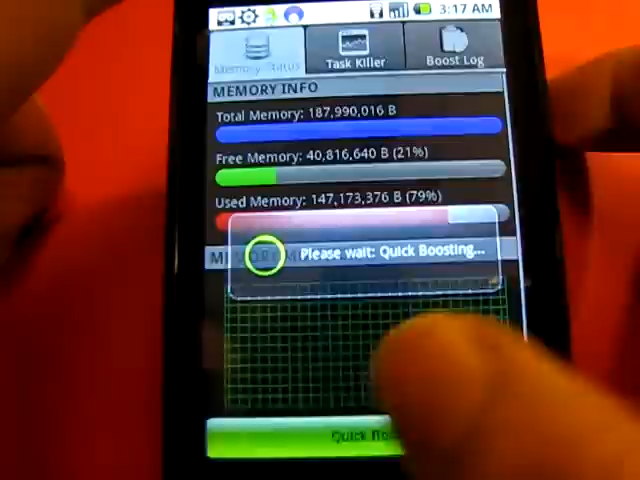 3:17 AM
Memory Status
Task Killer
Boost Log
MEMORY INFO
Total Memory: 187,990,016 B
Free Memory: 40,816,640 B (21%)
Used Memory: 147,173,376 B (79%)
Please wait: Quick Boosting...
Quick